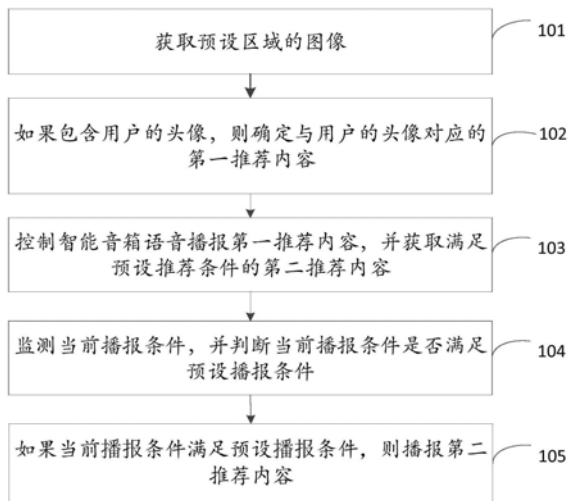 获取预设区域的图像
101
如果包含用户的头像，则确定与用户的头像对应的
第一推荐内容
102
控制智能音箱语音播报第一推荐内容，并获取满足
预设推荐条件的第二推荐内容
103
监测当前播报条件，并判断当前播报条件是否满足
预设播报条件
104
如果当前播报条件满足预设播报条件，则播报第二
推荐内容
105